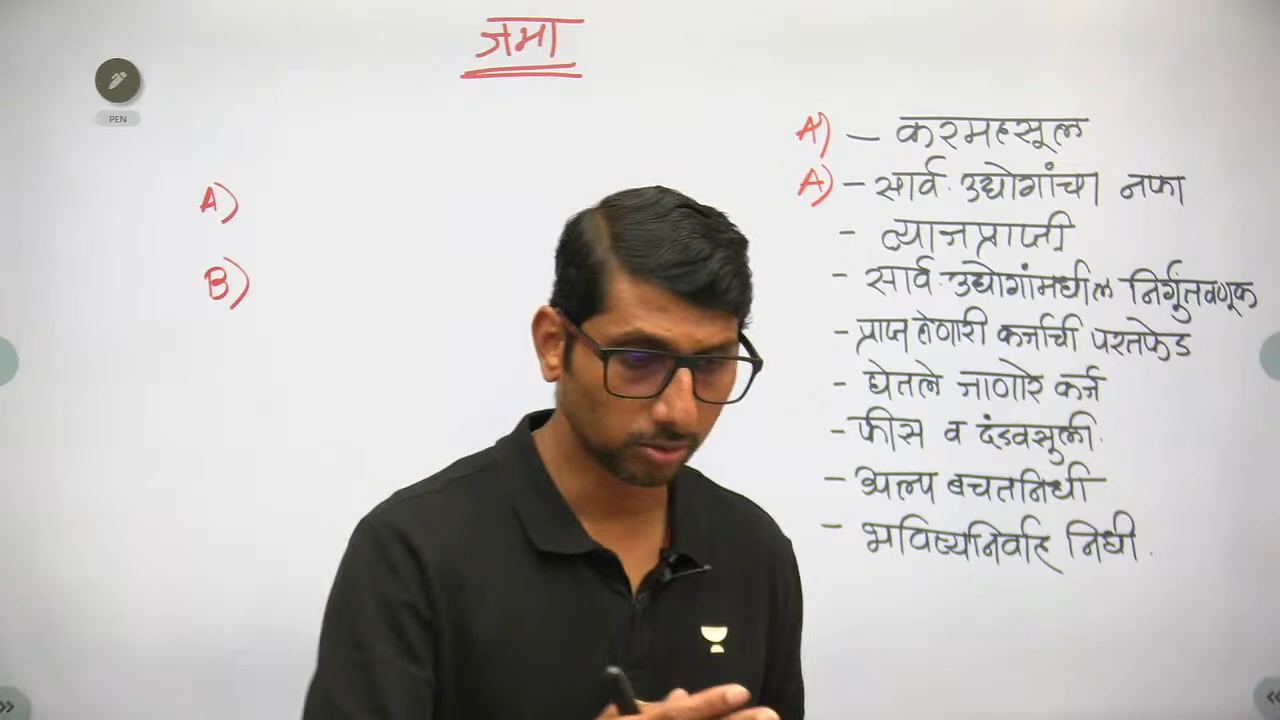 जमा
PEN
A)
B)
A) – करमहसूल
A) – सार्व. उद्योगांचा नफा
- व्याजप्राप्ती
- सार्व. उद्योगांमधील निर्गुंतवणूक
- प्राप्त होणारी कर्जाची परतफेड
- घेतले जाणारे कर्ज
- फीस व दंडवसुली.
- अल्प बचतनिधी
- भविष्यनिर्वाह निधी.